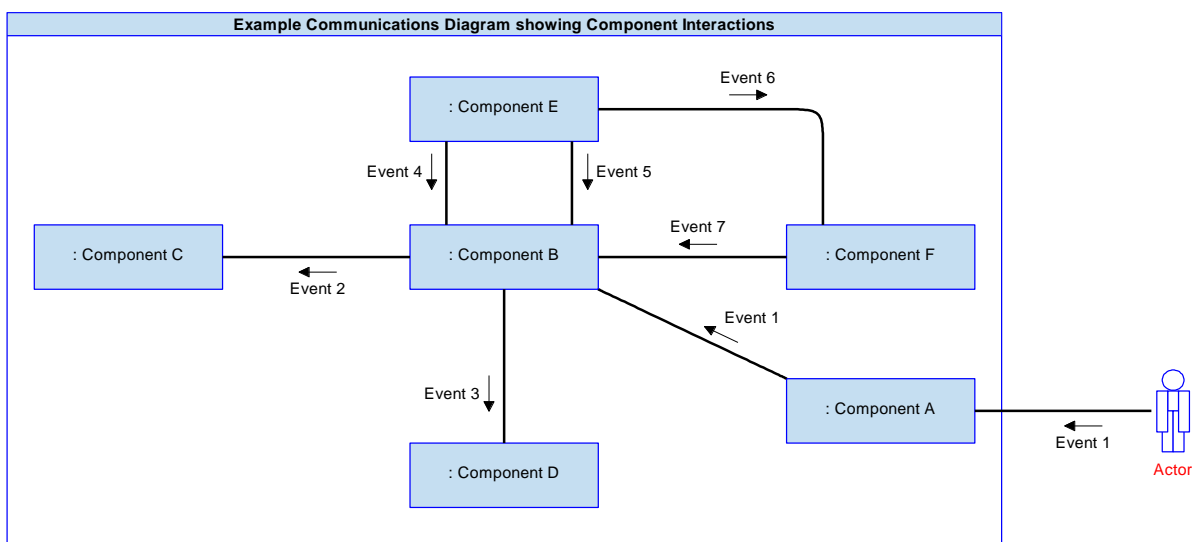 Example Communications Diagram showing Component Interactions
Event 6
: Component E
Event 4
Event 5
Event 7
: Component C
: Component B
: Component F
Event 2
Event 1
Event 3
: Component A
Event 1
: Component D
Actor